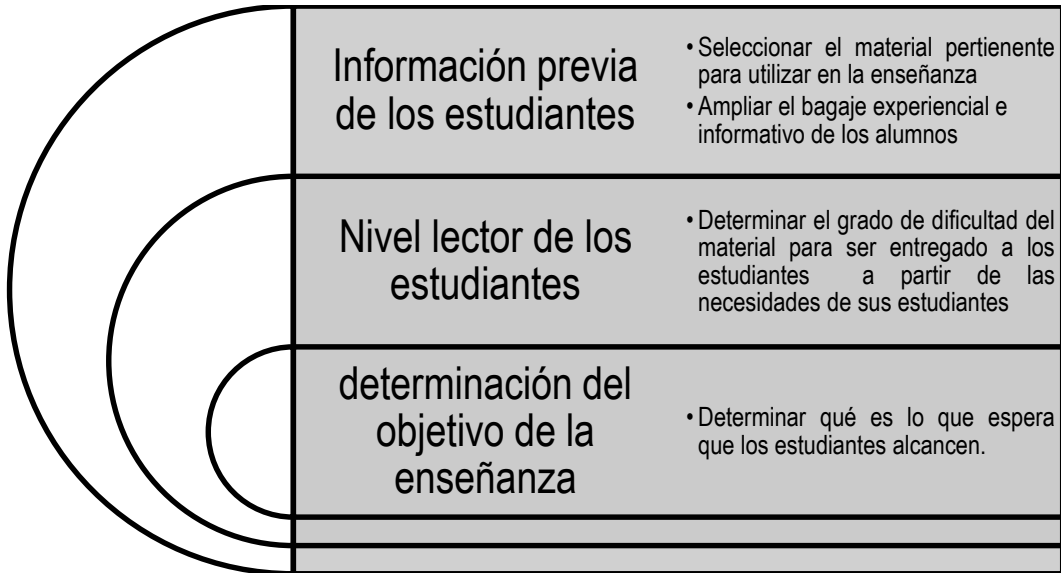 Información previa
de los estudiantes
• Seleccionar el material pertienente
para utilizar en la enseñanza
• Ampliar el bagaje experiencial e
informativo de los alumnos
Nivel lector de los
estudiantes
• Determinar el grado de dificultad del
material para ser entregado a los
estudiantes a partir de las
necesidades de sus estudiantes
determinación del
objetivo de la
enseñanza
• Determinar qué es lo que espera
que los estudiantes alcancen.